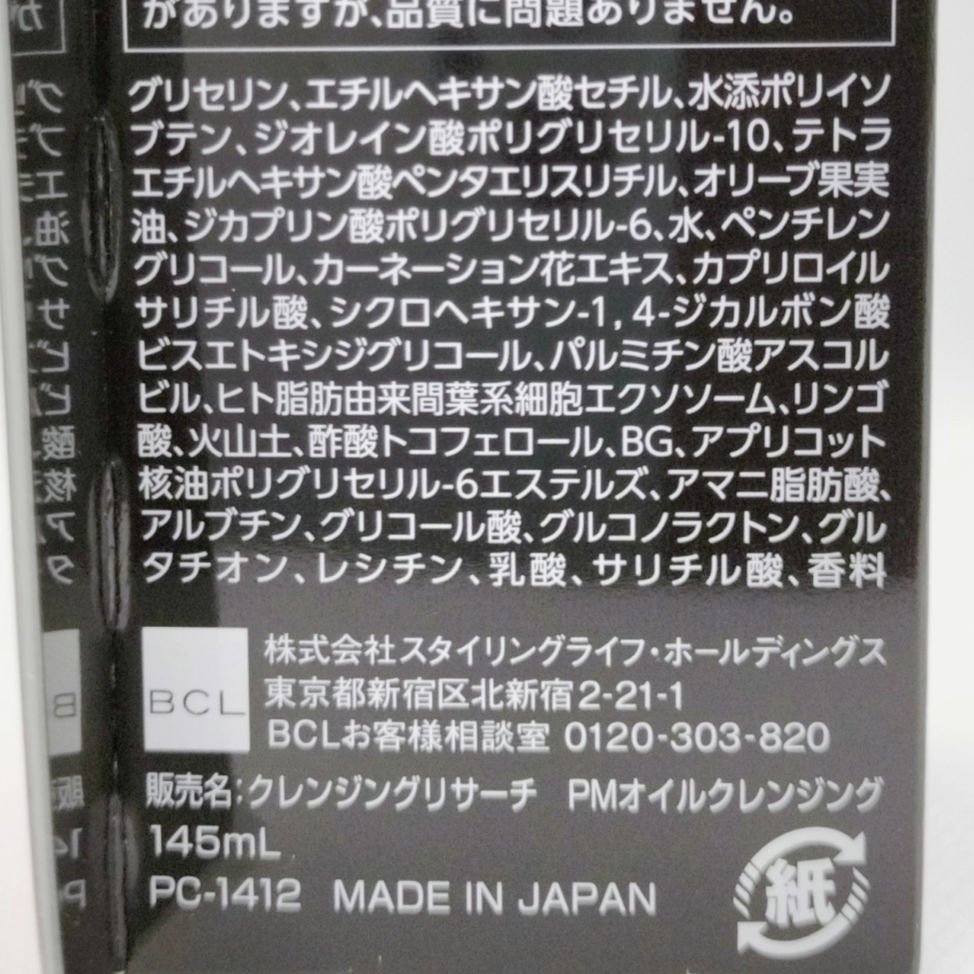 がありますが、品質に問題ありません。
グリセリン、エチルヘキサン酸セチル、水添ポリイソ
ブテン、ジオレイン酸ポリグリセリル-10、テトラ
エチルヘキサン酸ペンタエリスリチル、オリーブ果実
油、ジカプリン酸ポリグリセリル-6、水、ペンチレン
グリコール、カーネーション花エキス、カプリロイル
サリチル酸、シクロヘキサン-1,4-ジカルボン酸
ビスエトキシジグリコール、パルミチン酸アスコル
ビル、ヒト脂肪由来間葉系細胞エクソソーム、リンゴ
酸、火山土、酢酸トコフェロール、BG、アプリコット
核油ポリグリセリル-6エステルズ、アマニ脂肪酸、
アルブチン、グリコール酸、グルコノラクトン、グル
タチオン、レシチン、乳酸、サリチル酸、香料
BCL
株式会社スタイリングライフ・ホールディングス
東京都新宿区北新宿2-21-1
BCLお客様相談室 0120-303-820
販売名:クレンジングリサーチ PMオイルクレンジング
145mL
PC-1412 MADE IN JAPAN
紙